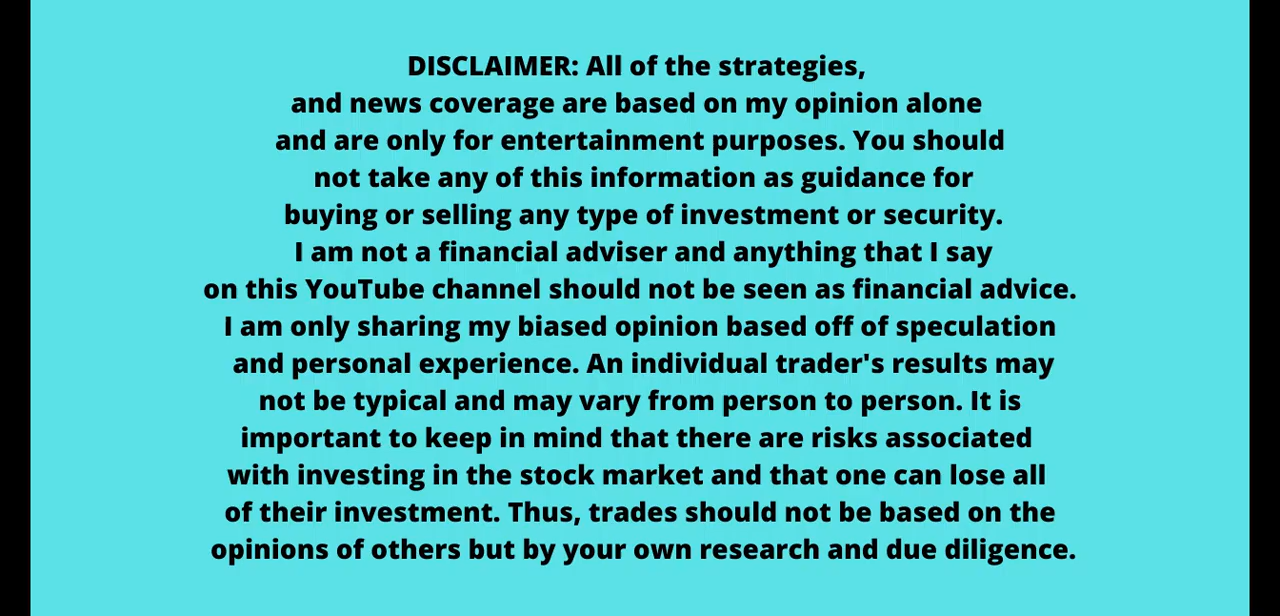 DISCLAIMER: All of the strategies,
and news coverage are based on my opinion alone
and are only for entertainment purposes. You should
not take any of this information as guidance for
buying or selling any type of investment or security.
I am not a financial adviser and anything that I say
on this YouTube channel should not be seen as financial advice.
I am only sharing my biased opinion based off of speculation
and personal experience. An individual trader's results may
not be typical and may vary from person to person. It is
important to keep in mind that there are risks associated
with investing in the stock market and that one can lose all
of their investment. Thus, trades should not be based on the
opinions of others but by your own research and due diligence.